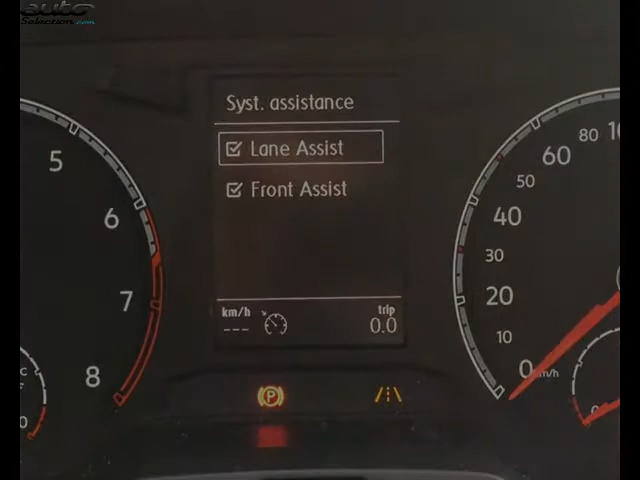 auto
Selection.com
Syst. assistance
Lane Assist
Front Assist
km/h
---
trip
0.0
5
6
7
8
0
10
20
30
40
50
60
80
km/h
P